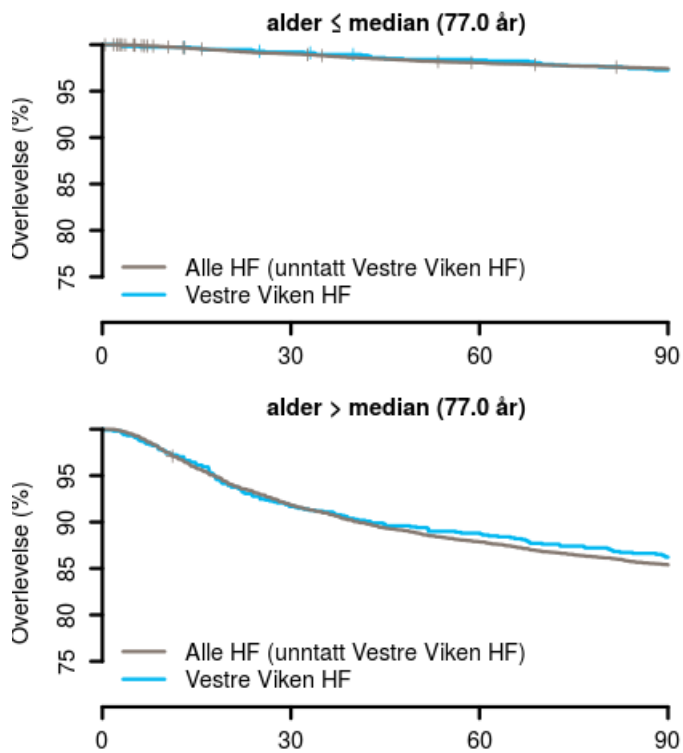 alder ≤ median (77.0 år)
Overlevelse (%)
95
90
85
80
75
Alle HF (unntatt Vestre Viken HF)
Vestre Viken HF
0 30 60 90
alder > median (77.0 år)
Overlevelse (%)
95
90
85
80
75
Alle HF (unntatt Vestre Viken HF)
Vestre Viken HF
0 30 60 90